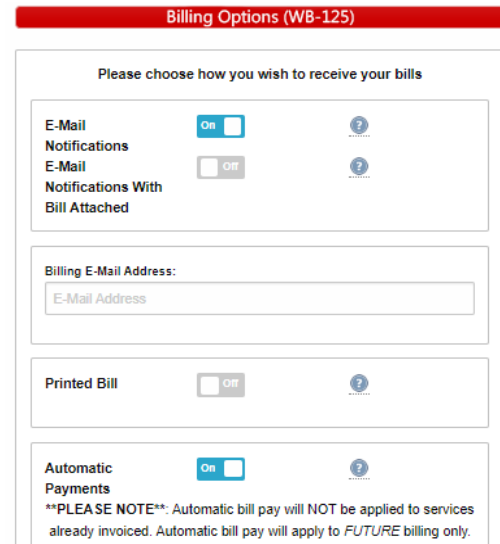 Billing Options (WB-125)
Please choose how you wish to receive your bills
E-Mail
Notifications
On
?
E-Mail
Notifications With
Bill Attached
Off
?
Billing E-Mail Address:
E-Mail Address
Printed Bill
Off
?
Automatic
Payments
On
?
**PLEASE NOTE**: Automatic bill pay will NOT be applied to services
already invoiced. Automatic bill pay will apply to FUTURE billing only.